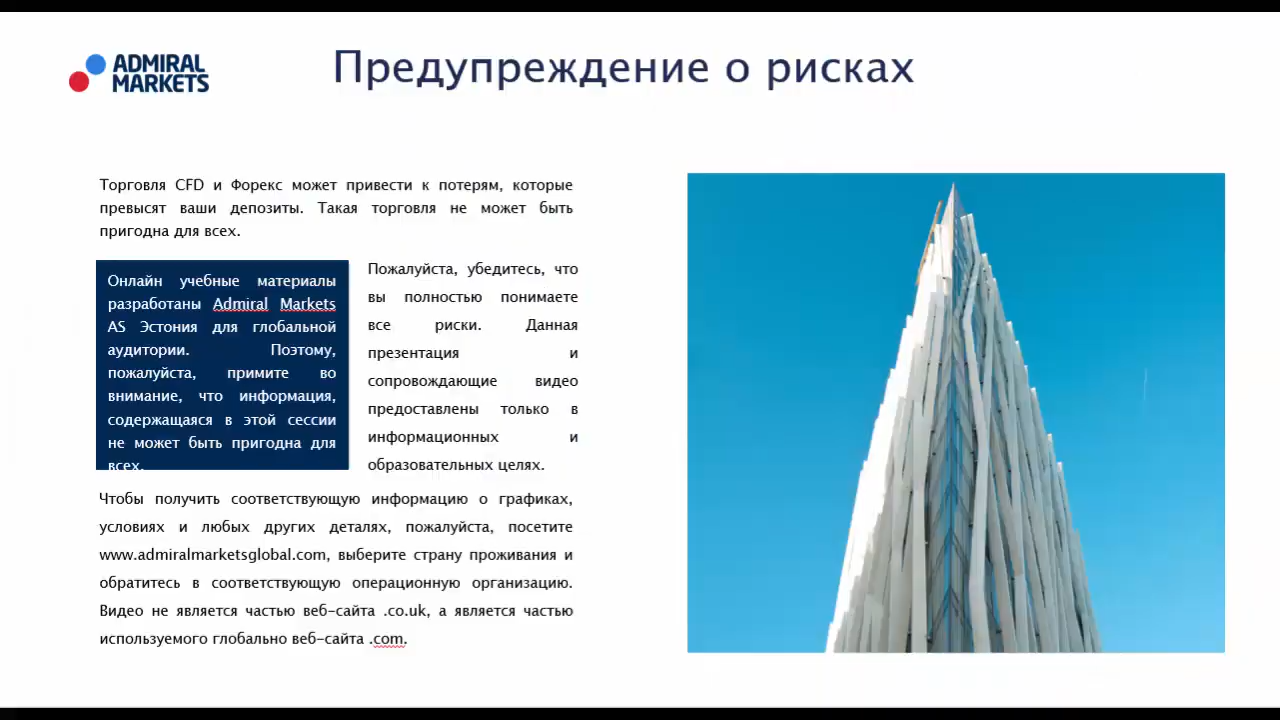 ADMIRAL
MARKETS
Предупреждение о рисках
Торговля CFD и Форекс может привести к потерям, которые
превысят ваши депозиты. Такая торговля не может быть
пригодна для всех.
Онлайн учебные материалы
разработаны Admiral Markets
AS Эстония для глобальной
аудитории. Поэтому,
пожалуйста, примите во
внимание, что информация,
содержащаяся в этой сессии
не может быть пригодна для
всех.
Пожалуйста, убедитесь, что
вы полностью понимаете
все риски. Данная
презентация и
сопровождающие видео
предоставлены только в
информационных и
образовательных целях.
Чтобы получить соответствующую информацию о графиках,
условиях и любых других деталях, пожалуйста, посетите
www.admiralmarketsglobal.com, выберите страну проживания и
обратитесь в соответствующую операционную организацию.
Видео не является частью веб-сайта .co.uk, а является частью
используемого глобально веб-сайта .com.